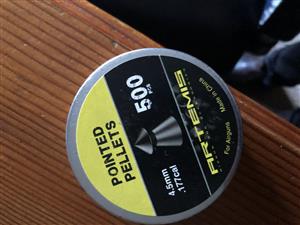 POINTED
PELLETS
500
PCS
4.5mm
.177cal
ARTEMIS
For Airguns
Made in China